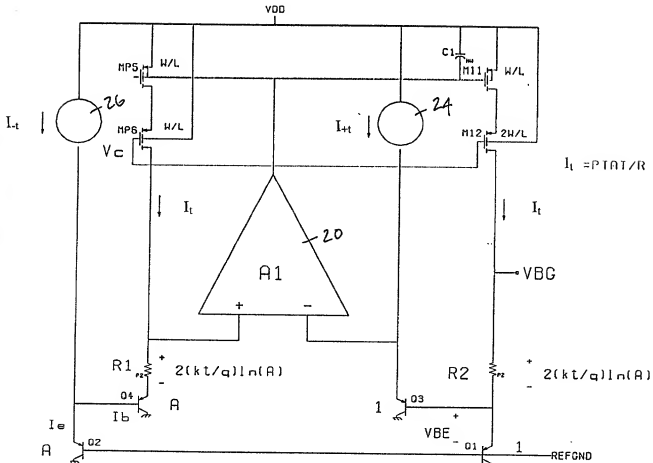 VDD
C1
MP5
W/L
M11
W/L
26
24
I-t
I+t
MP6
W/L
M12
2W/L
Vc
It =PTAT/R
It
It
20
A1
VBG
+
-
R1
+
-
2(kt/q)ln(A)
R2
+
-
2(kt/q)ln(A)
Q4
Ib
A
1
Q3
Ie
A
Q2
+
VBE
-
Q1
1
REFGND